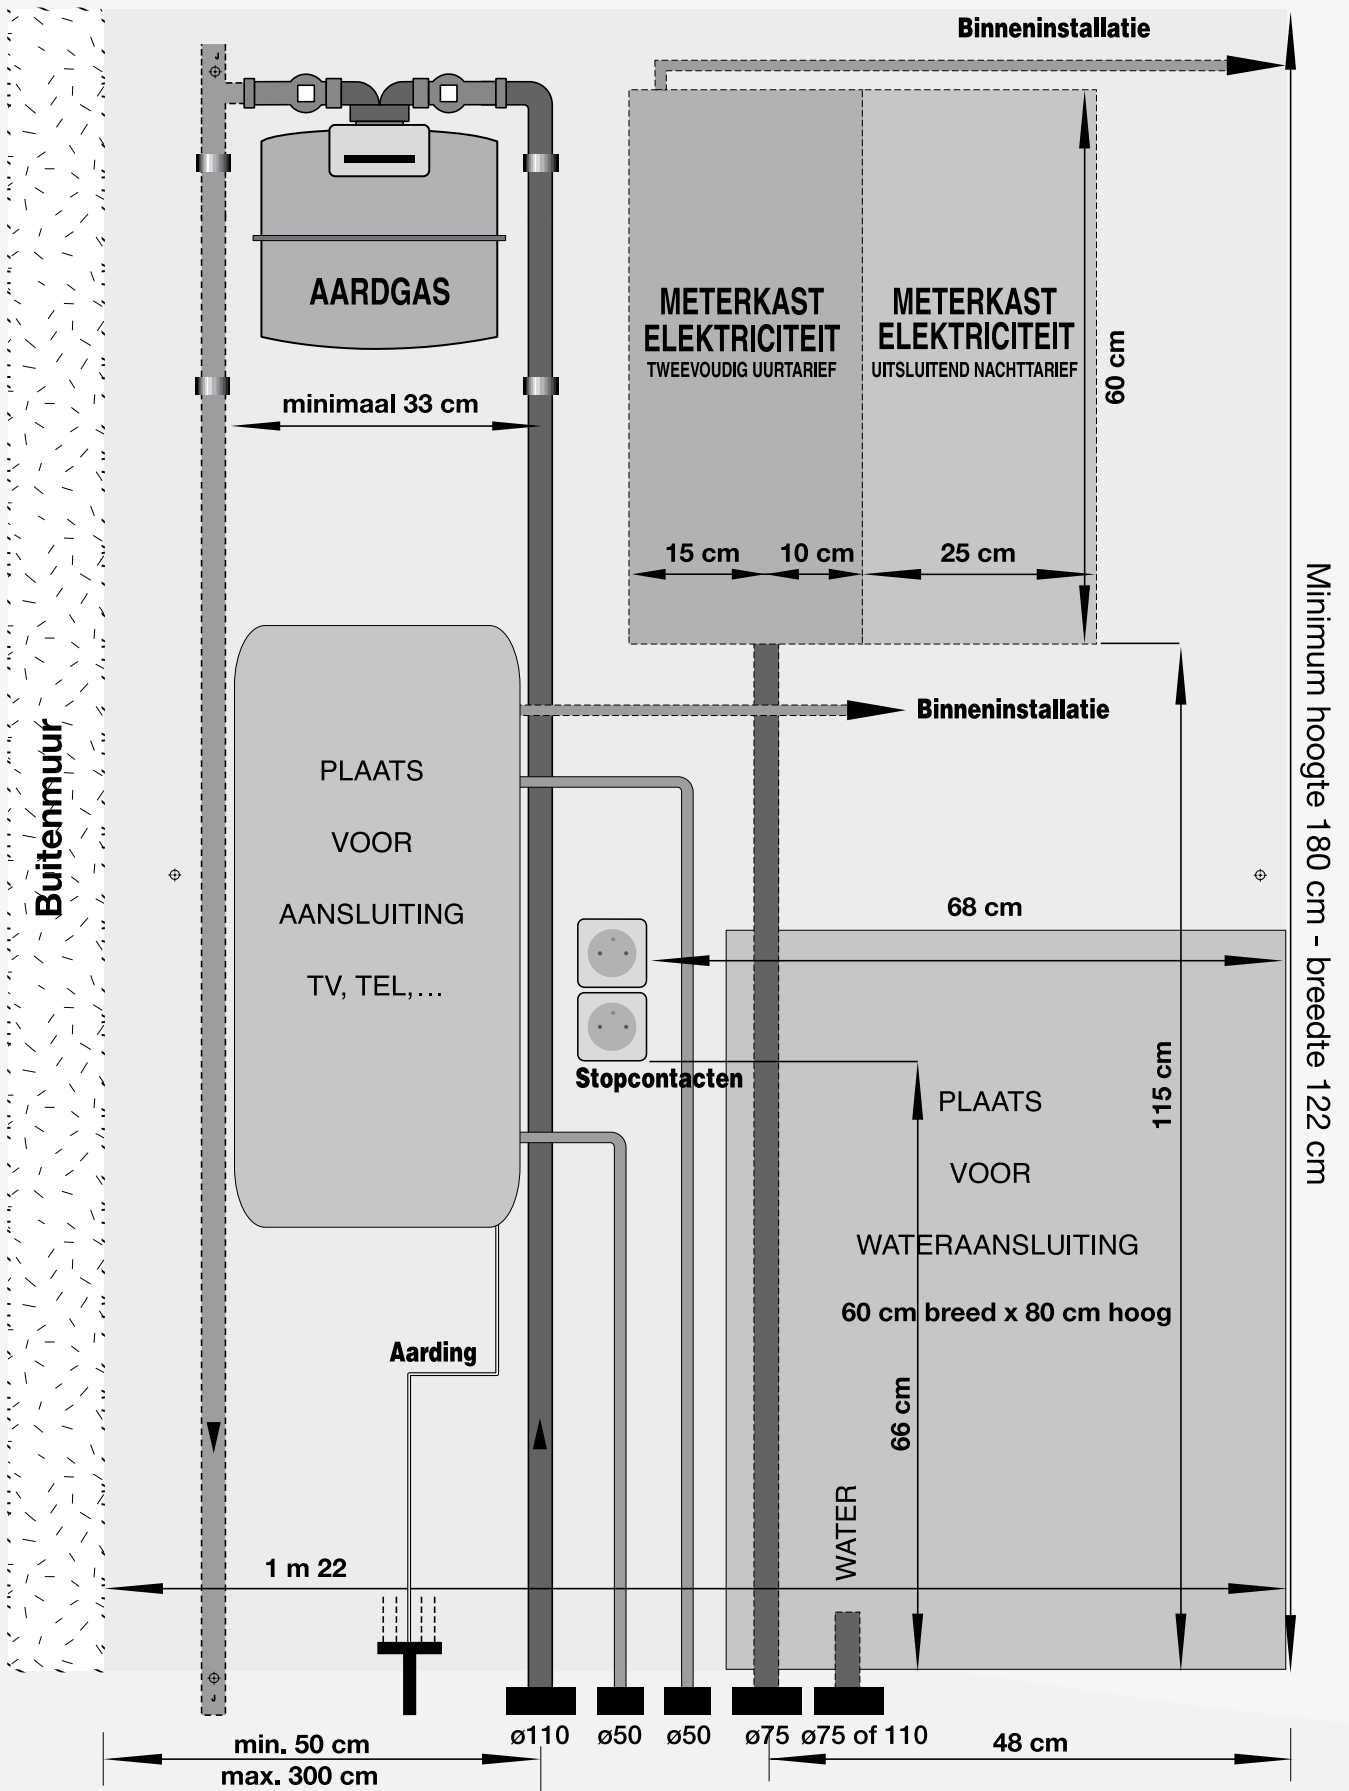 Binneninstallatie
AARDGAS
METERKAST
ELEKTRICITEIT
TWEEVOUDIG UURTARIEF
METERKAST
ELEKTRICITEIT
UITSLUITEND NACHTTARIEF
60 cm
minimaal 33 cm
15 cm
10 cm
25 cm
Minimum hoogte 180 cm - breedte 122 cm
Buitenmuur
Binneninstallatie
PLAATS
VOOR
AANSLUITING
TV, TEL,...
68 cm
Stopcontacten
115 cm
PLAATS
VOOR
WATERAANSLUITING
60 cm breed x 80 cm hoog
Aarding
66 cm
WATER
1 m 22
ø110
ø50
ø50
ø75
ø75 of 110
min. 50 cm
max. 300 cm
48 cm